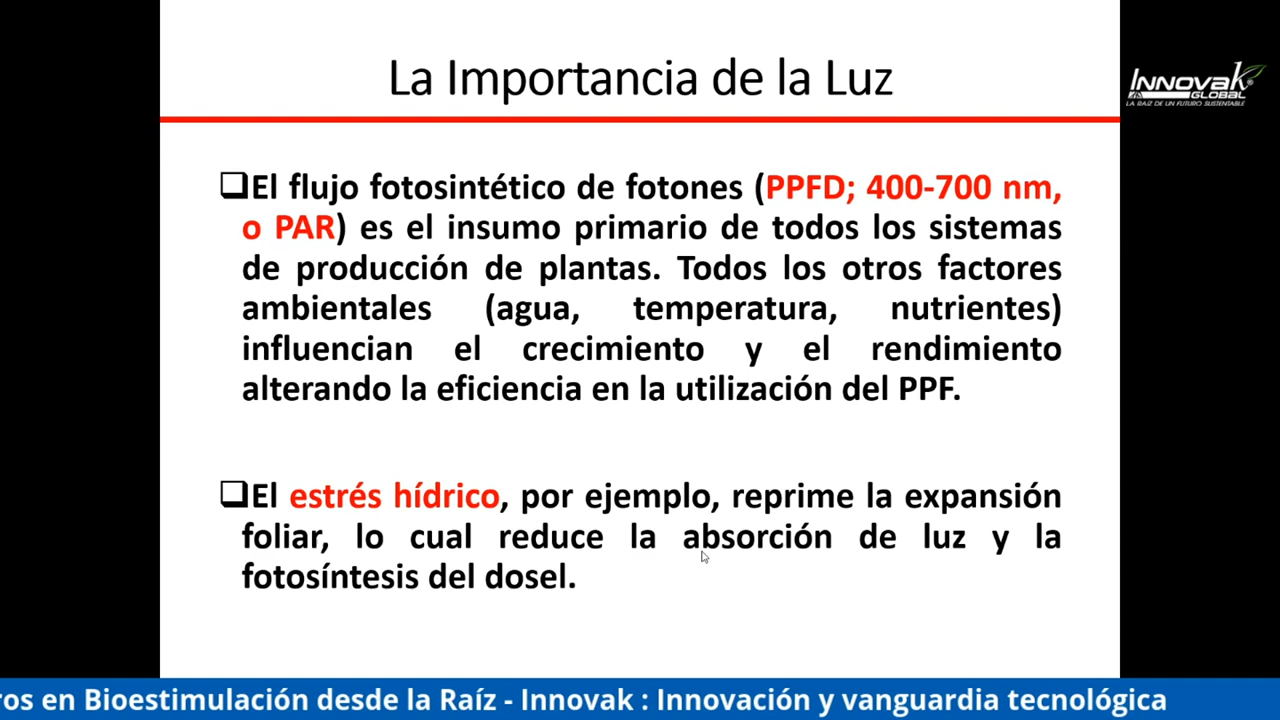 La Importancia de la Luz
Innovak
GLOBAL
LA RAÍZ DE UN FUTURO SUSTENTABLE
El flujo fotosintético de fotones (PPFD; 400-700 nm,
o PAR) es el insumo primario de todos los sistemas
de producción de plantas. Todos los otros factores
ambientales (agua, temperatura, nutrientes)
influencian el crecimiento y el rendimiento
alterando la eficiencia en la utilización del PPF.
El estrés hídrico, por ejemplo, reprime la expansión
foliar, lo cual reduce la absorción de luz y la
fotosíntesis del dosel.
ros en Bioestimulación desde la Raíz - Innovak : Innovación y vanguardia tecnológica